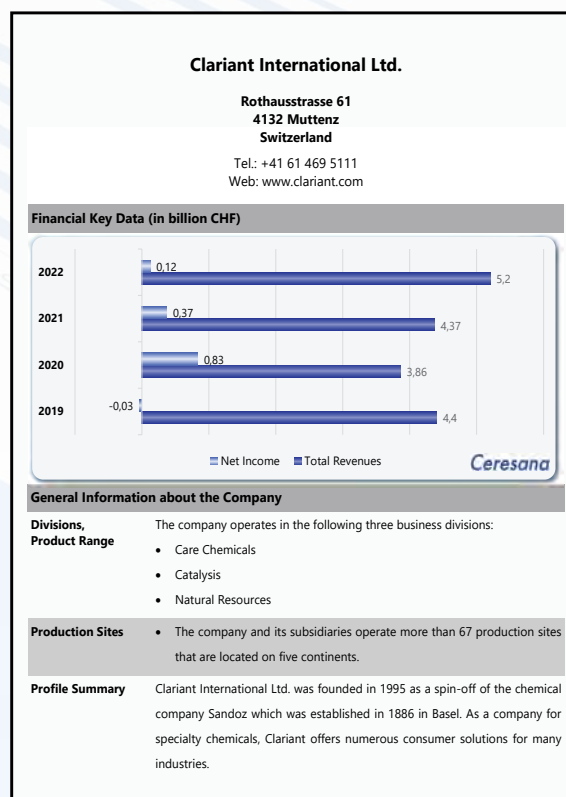 Clariant International Ltd.
Rothausstrasse 61
4132 Muttenz
Switzerland
Tel.: +41 61 469 5111
Web: www.clariant.com
Financial Key Data (in billion CHF)
2022
0,12
5,2
2021
0,37
4,37
2020
0,83
3,86
2019
-0,03
4,4
Net Income Total Revenues
Ceresana
General Information about the Company
Divisions, Product Range
The company operates in the following three business divisions:
• Care Chemicals
• Catalysis
• Natural Resources
Production Sites
• The company and its subsidiaries operate more than 67 production sites
that are located on five continents.
Profile Summary
Clariant International Ltd. was founded in 1995 as a spin-off of the chemical
company Sandoz which was established in 1886 in Basel. As a company for
specialty chemicals, Clariant offers numerous consumer solutions for many
industries.